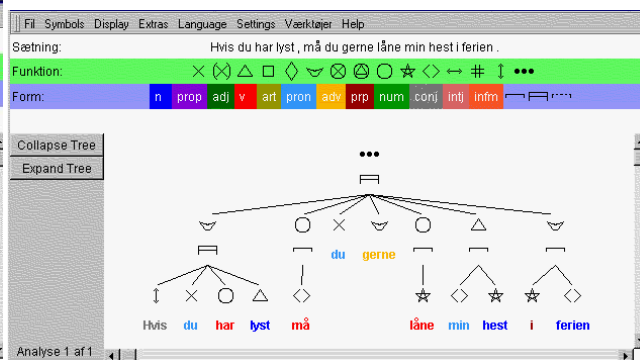 Fil Symbols Display Extras Language Settings Værktøjer Help
Sætning: Hvis du har lyst , må du gerne låne min hest i ferien .
Funktion:
Form: n prop adj v art pron adv prp num conj intj infm
Collapse Tree
Expand Tree
du gerne
Hvis du har lyst må låne min hest i ferien
Analyse 1 af 1